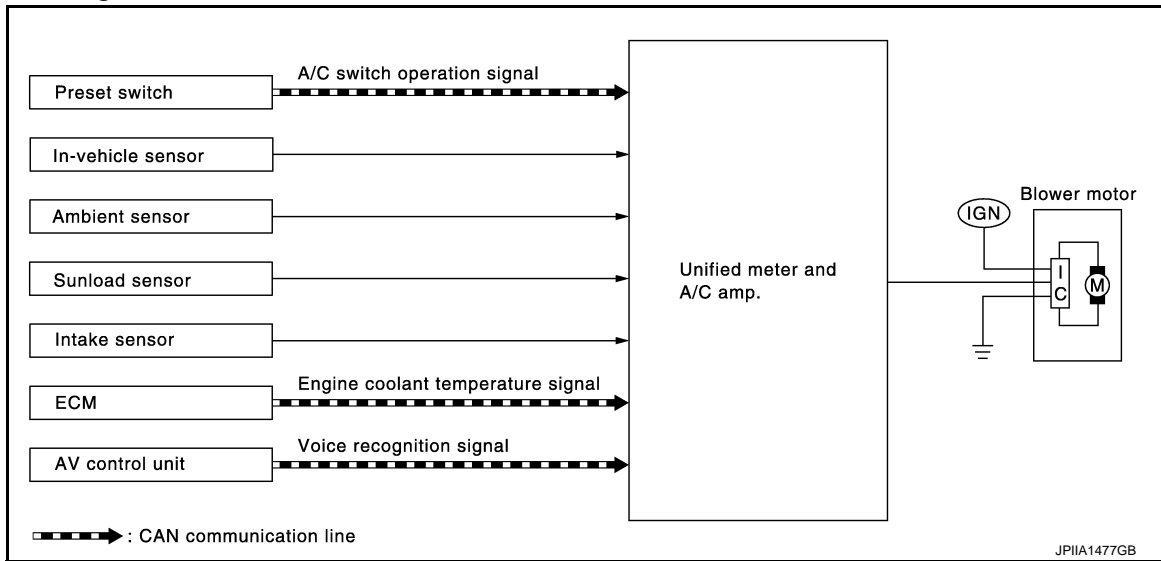 A/C switch operation signal
Preset switch
In-vehicle sensor
Ambient sensor
Sunload sensor
Intake sensor
Engine coolant temperature signal
ECM
Voice recognition signal
AV control unit
Unified meter and
A/C amp.
Blower motor
IGN
I
C
M
: CAN communication line
JPIIA1477GB